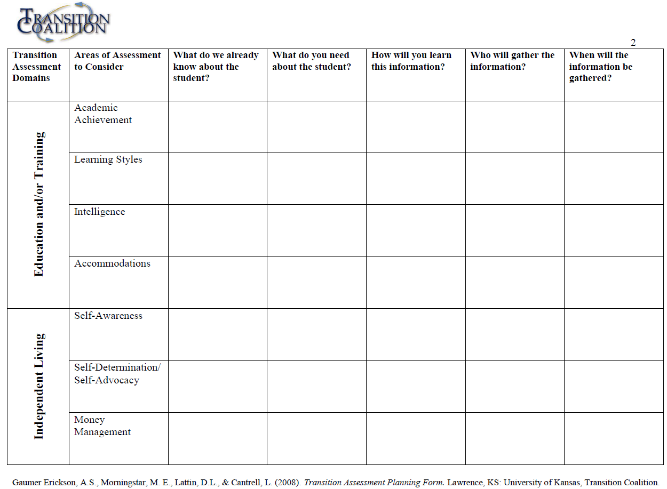 TRANSITION
COALITION
2
Transition
Assessment
Domains
Areas of Assessment
to Consider
What do we already
know about the
student?
What do you need
about the student?
How will you learn
this information?
Who will gather the
information?
When will the
information be
gathered?
Education and/or Training
Academic
Achievement
Learning Styles
Intelligence
Accommodations
Independent Living
Self-Awareness
Self-Determination/
Self-Advocacy
Money
Management
Gaumer Erickson, A.S., Morningstar, M. E., Lattin, D.L., & Cantrell, L. (2008) Transition Assessment Planning Form. Lawrence, KS: University of Kansas, Transition Coalition